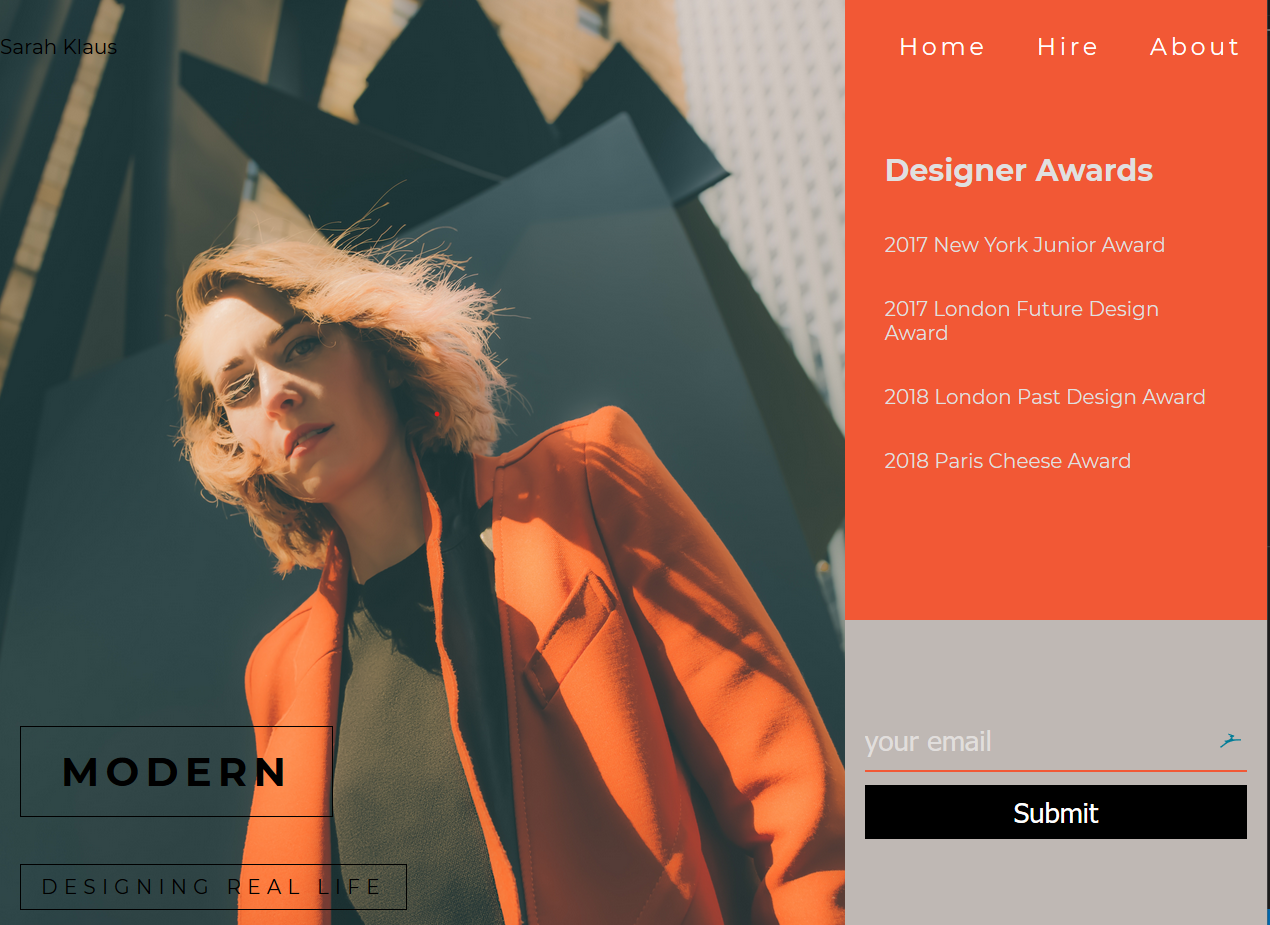 Sarah Klaus
Home Hire About
Designer Awards
2017 New York Junior Award
2017 London Future Design
Award
2018 London Past Design Award
2018 Paris Cheese Award
MODERN
DESIGNING REAL LIFE
your email
Submit